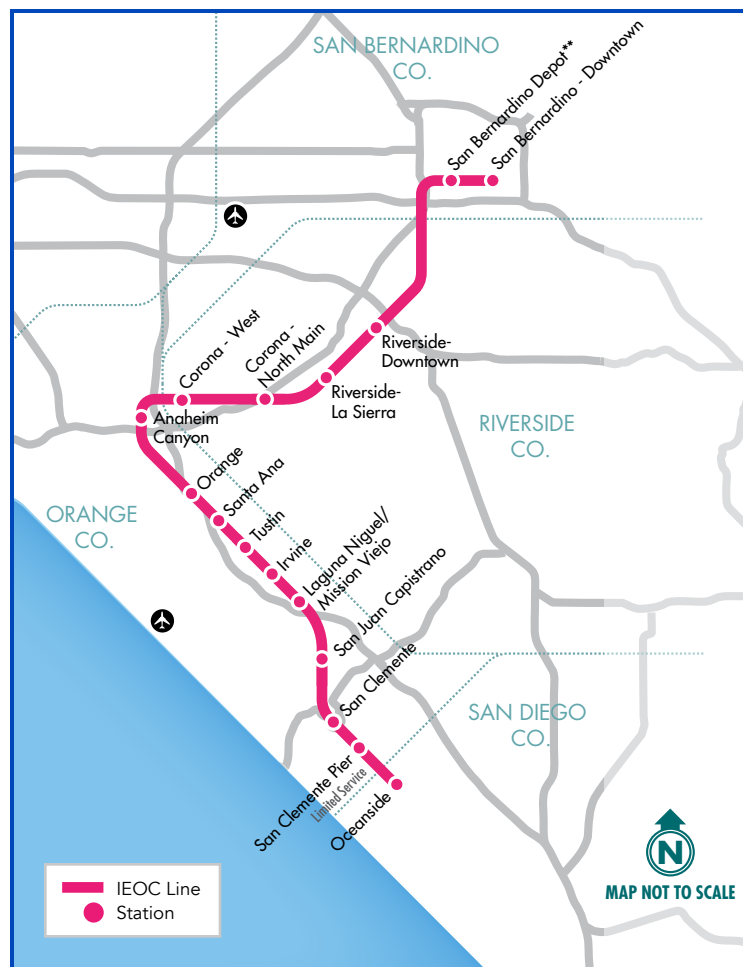 SAN BERNARDINO
CO.
San Bernardino Depot**
San Bernardino - Downtown
Corona - West
Corona -
North Main
Riverside-
Downtown
Riverside-
La Sierra
Anaheim
Canyon
RIVERSIDE
CO.
Orange
Santa Ana
ORANGE
CO.
Tustin
Irvine
Laguna Niguel/
Mission Viejo
San Juan Capistrano
San Clemente
SAN DIEGO
CO.
San Clemente Pier
Limited Service
Oceanside
N
MAP NOT TO SCALE
IEOC Line
Station